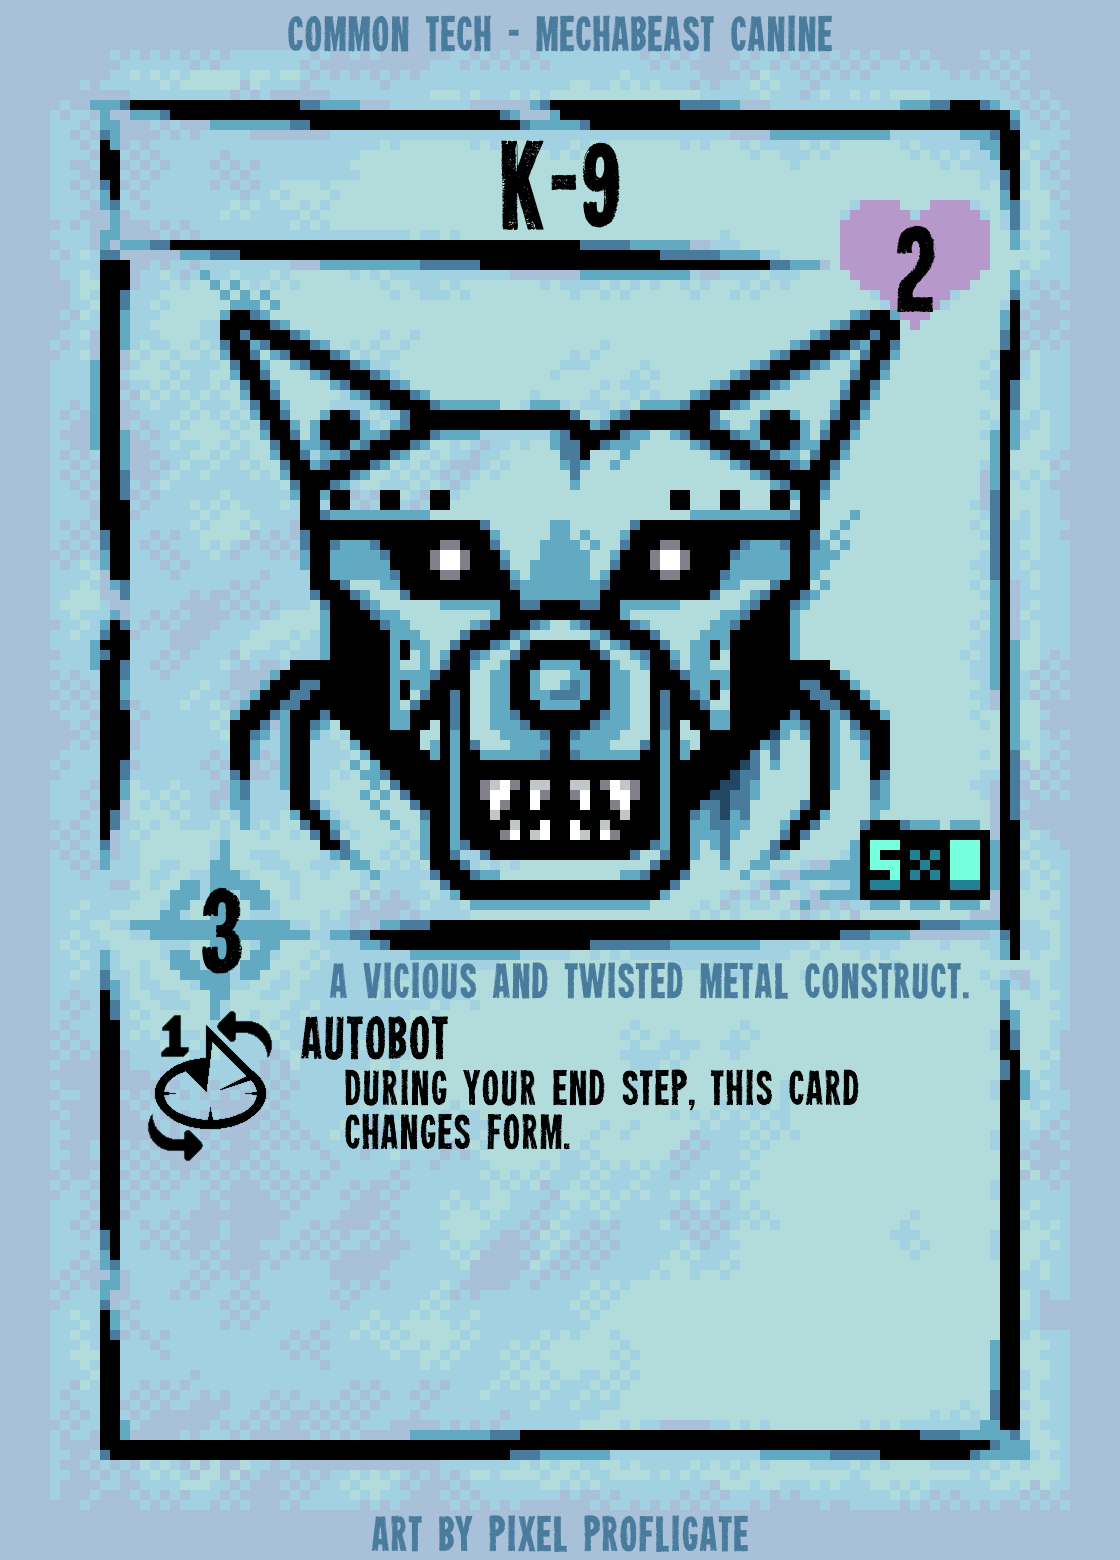 COMMON TECH - MECHABEAST CANINE
K-9
2
5×
3
A VICIOUS AND TWISTED METAL CONSTRUCT.
1
AUTOBOT
DURING YOUR END STEP, THIS CARD
CHANGES FORM.
ART BY PIXEL PROFLIGATE